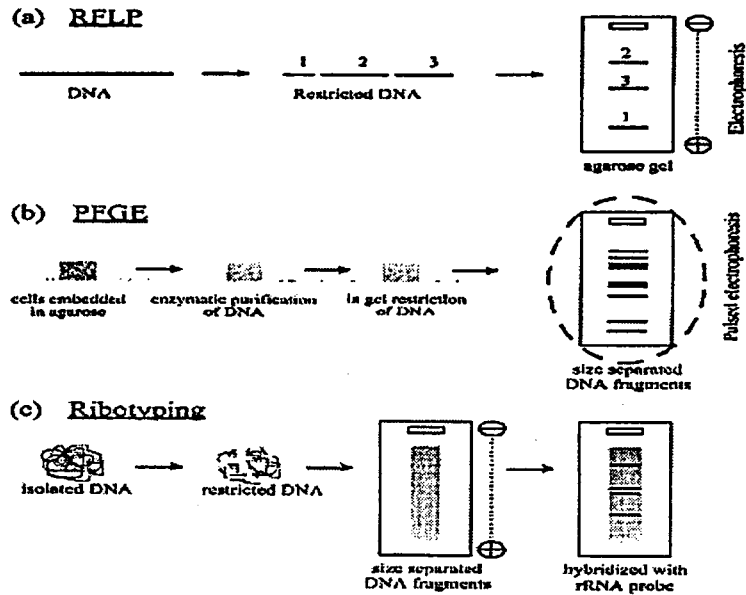 (a) RFLP
1 2 3
DNA
Restricted DNA
2
3
1
agarose gel
Electrophoresis
(b) PFGE
cells embedded
in agarose
enzymatic purification
of DNA
in gel restriction
of DNA
size separated
DNA fragments
Pulsed electrophoresis
(c) Ribotyping
isolated DNA
restricted DNA
size separated
DNA fragments
hybridized with
rRNA probe